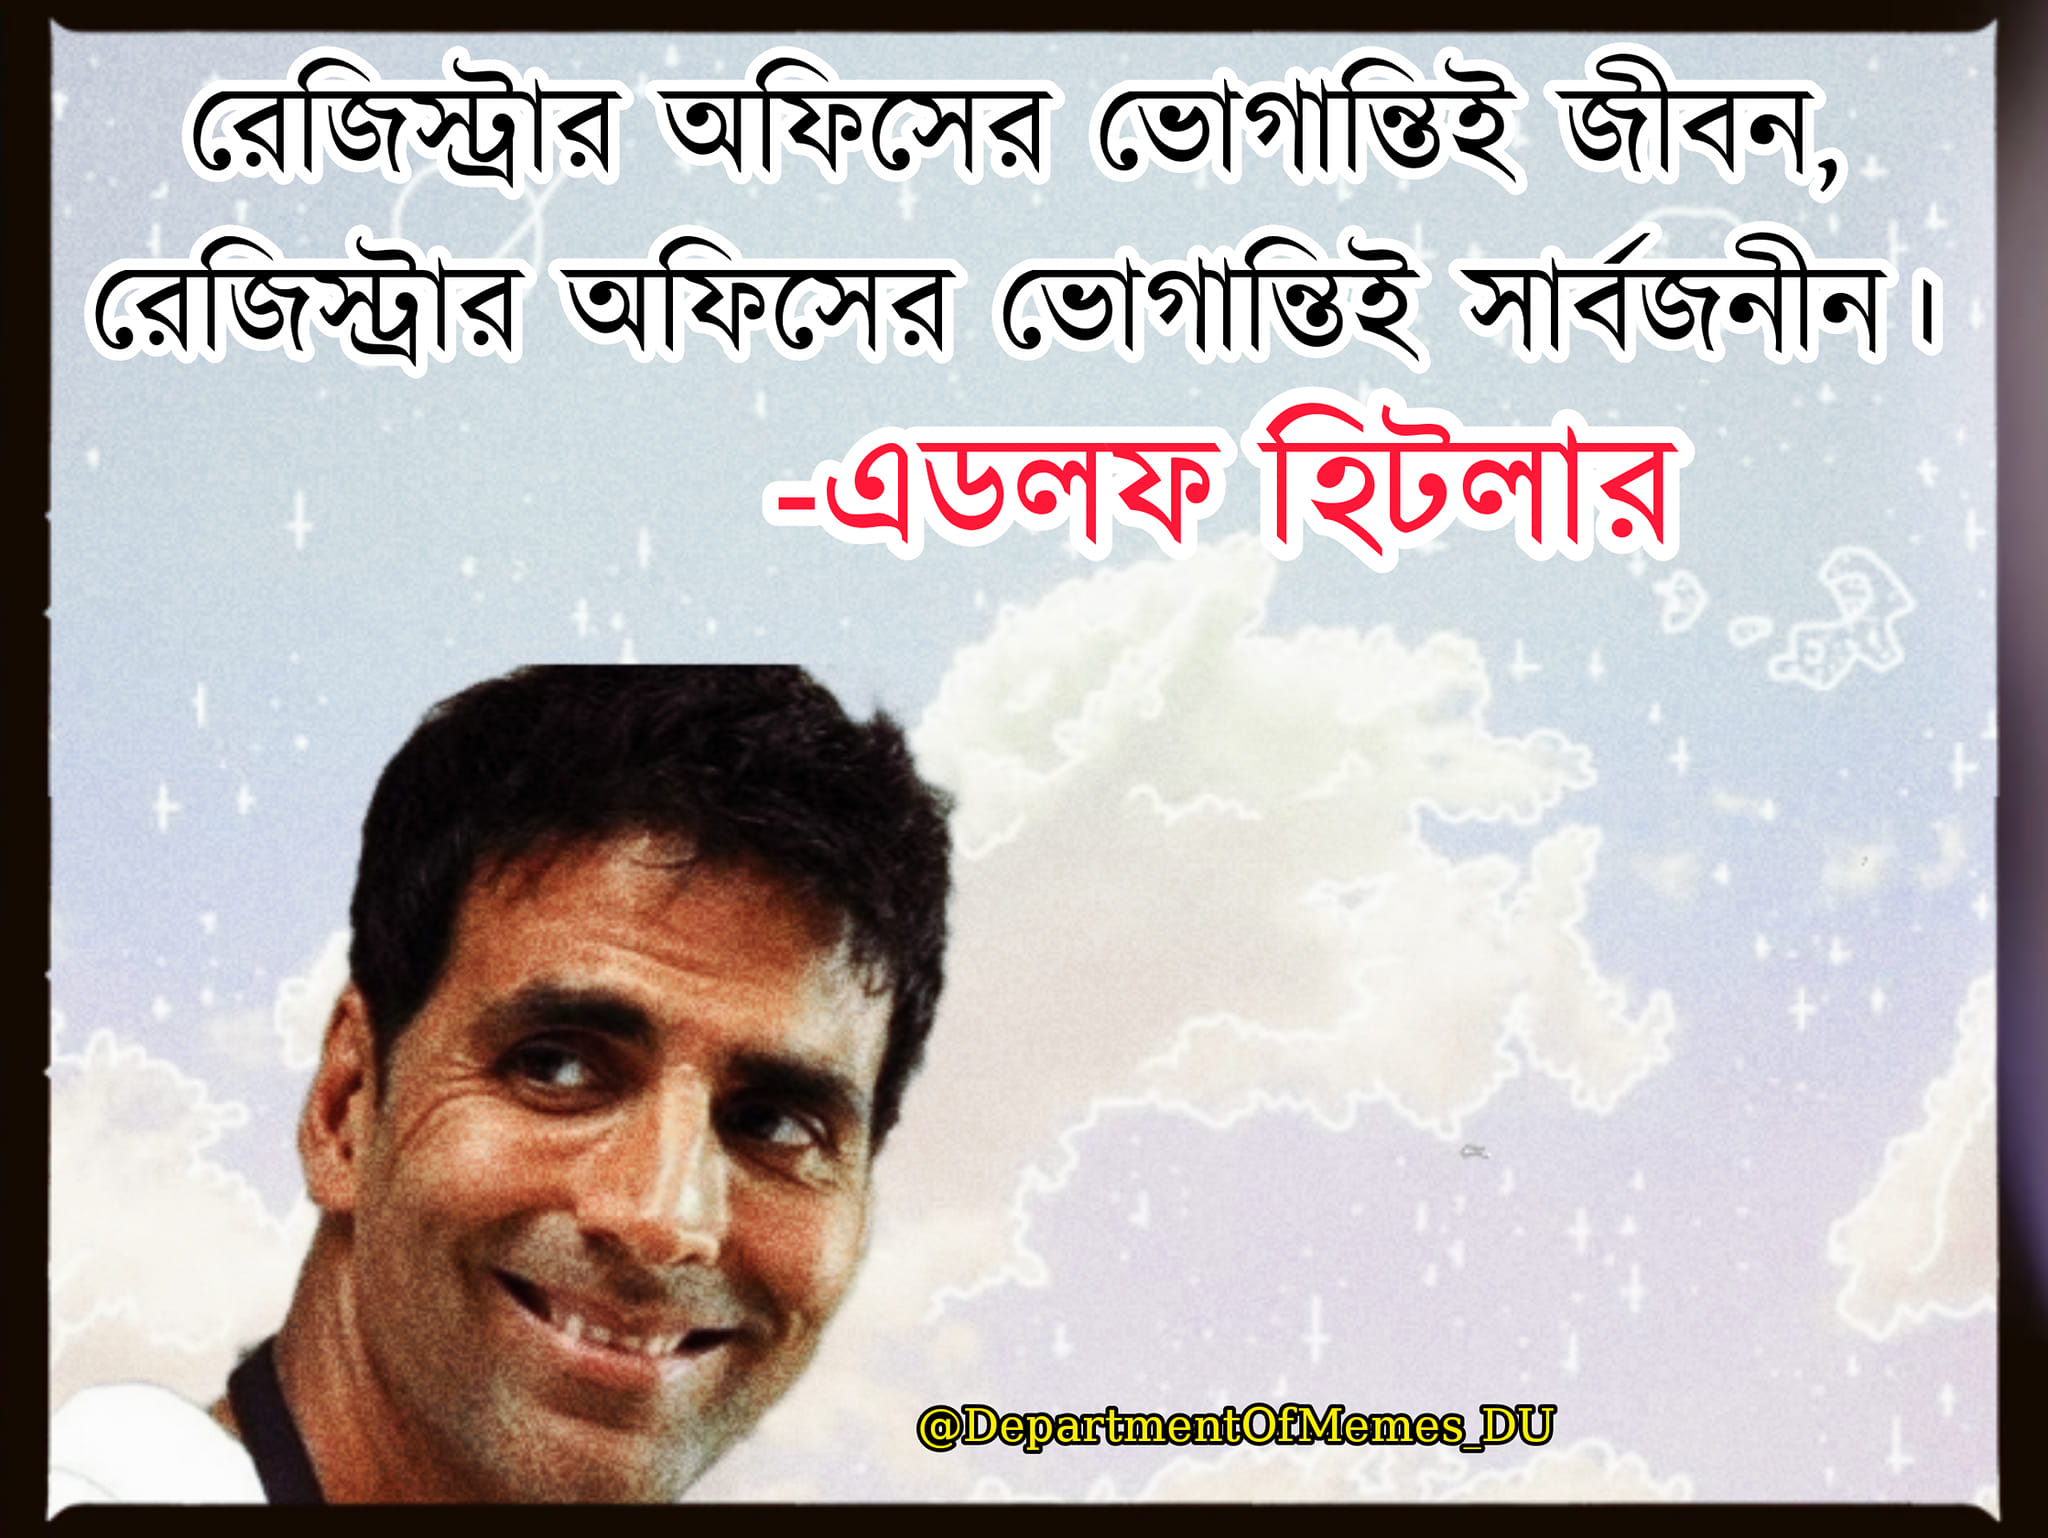 রেজিস্ট্রার অফিসের ভোগান্তিই জীবন,
রেজিস্ট্রার অফিসের ভোগান্তিই সার্বজনীন।
-এডলফ হিটলার
@DepartmentOfMemes_DU